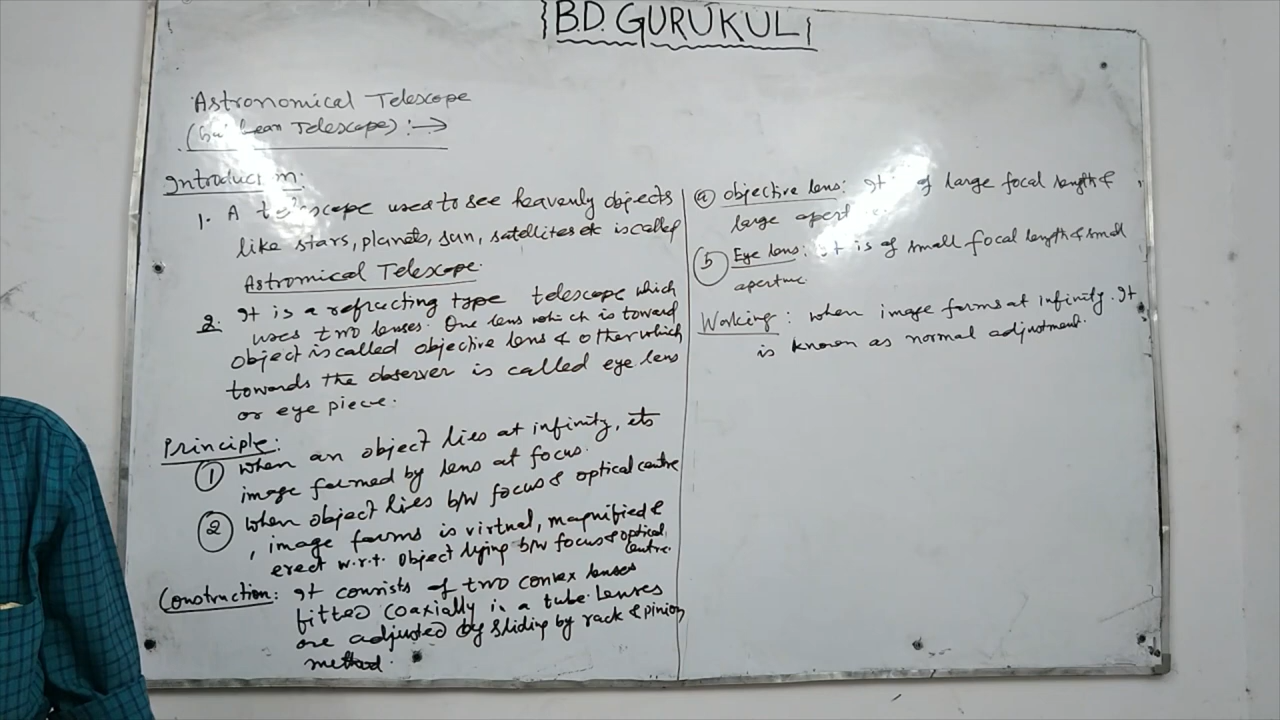 B.D. GURUKUL
Astronomical Telescope
Telescope) :→
Introduct n:
1. A telescope used to see heavenly objects
like stars, planets, sun, satellites etc is called
Astromical Telescope.
2. It is a refracting type telescope which
uses two lenses. One lens which is toward
object is called objective lens & other which
towards the observer is called eye lens
or eye piece.
Principle:
① when an object lies at infinity, its
image formed by lens at focus.
② when object lies b/w focus & optical centre
, image forms is virtual, magnified &
erect w.r.t. object lying b/w focus & optical
centre.
Construction: It consists of two convex lenses
fitted coaxially in a tube. Lenses
are adjusted by sliding by rack & pinion
method.
ⓐ objective lens: It of large focal length &
large apert
⑤ Eye lens: it is of small focal length & small
aperture
Working: when image forms at infinity. It
is known as normal adjustment.